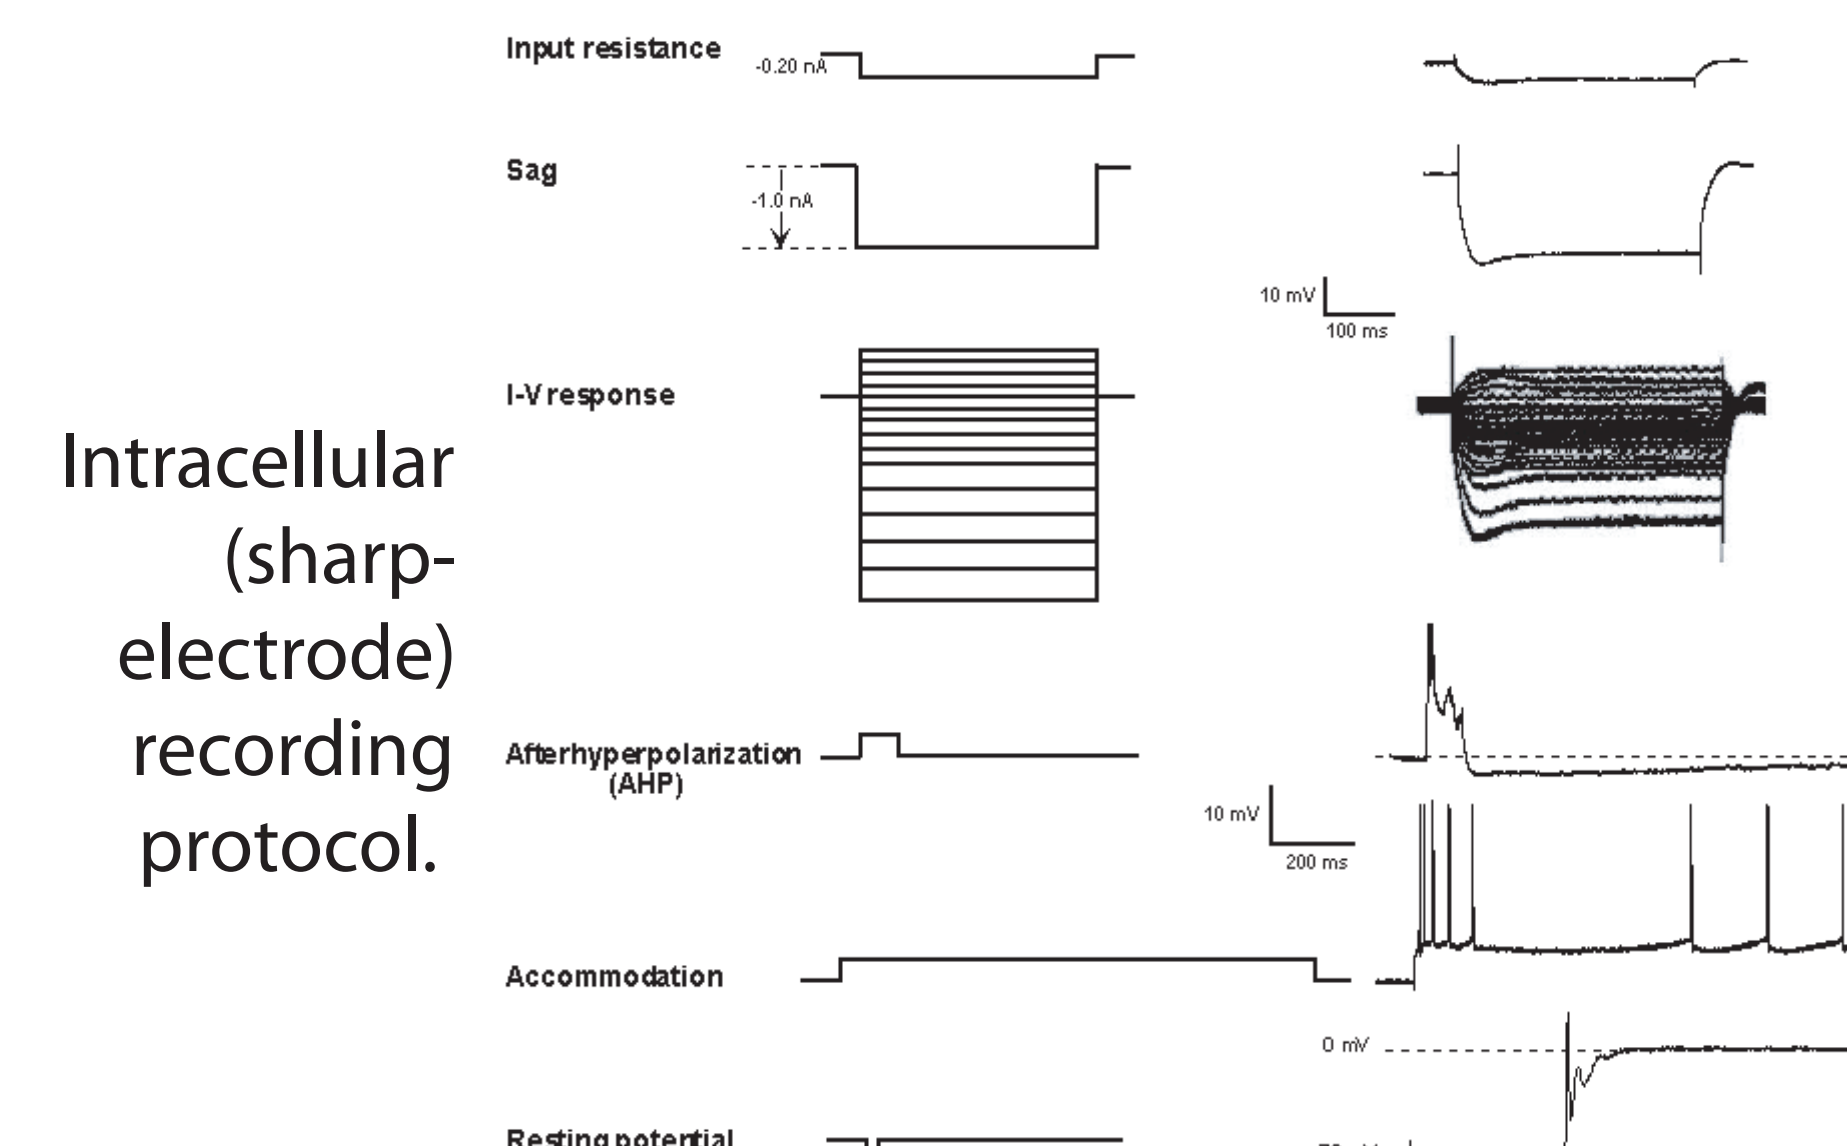 Input resistance
-0.20 nA
Sag
-1.0 nA
10 mV
100 ms
I-V response
Intracellular
(sharp-
electrode)
recording
protocol.
Afterhyperpolarization
(AHP)
10 mV
200 ms
Accommodation
0 mV
Resting potential